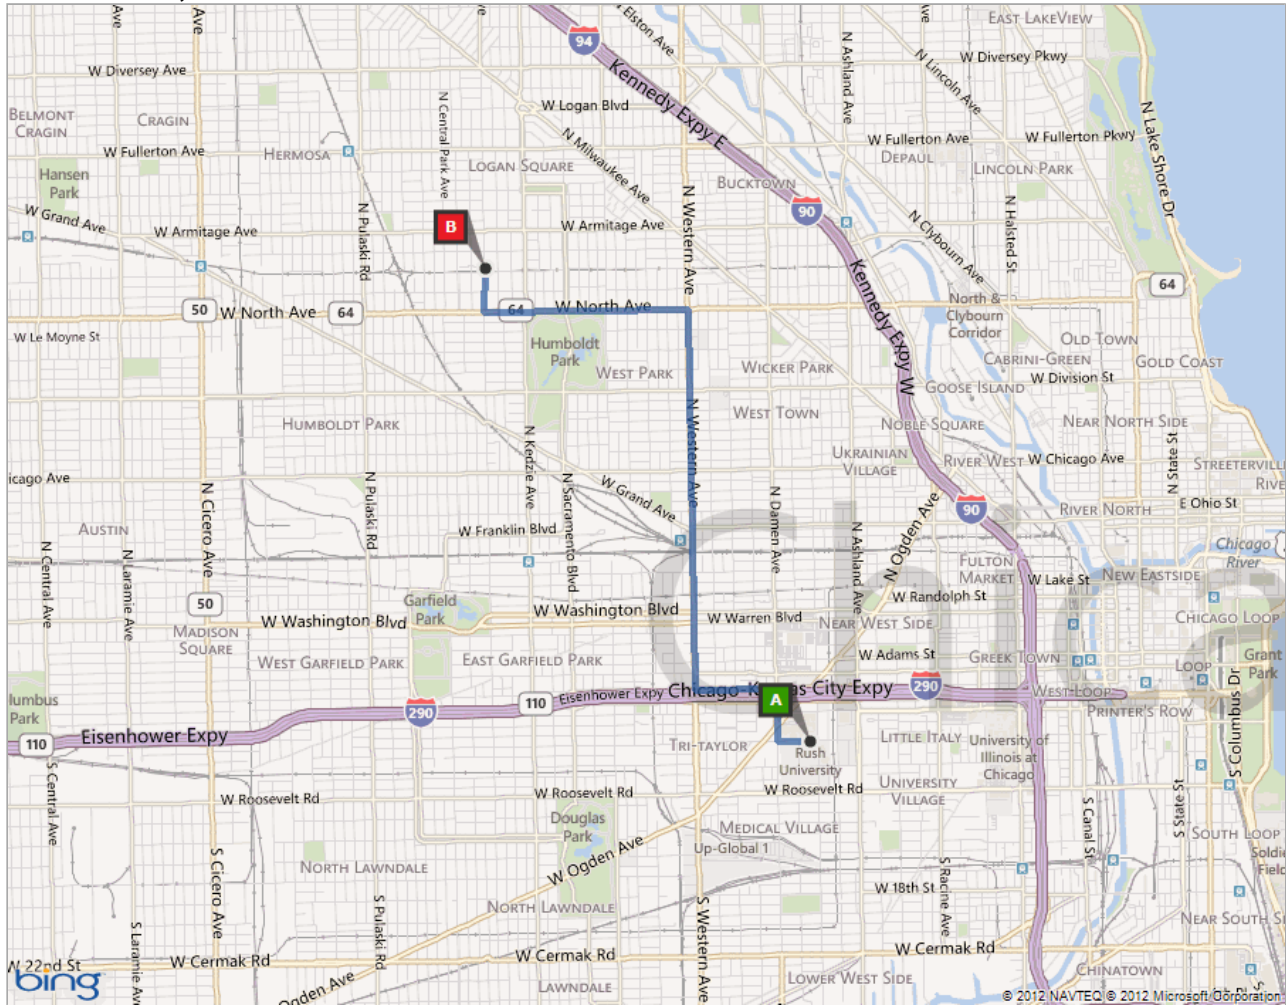 N Elston Ave
94
EAST LAKEVIEW
W Diversey Ave
Kennedy Expy E
N Ashland Ave
N Lincoln Ave
W Diversey Pkwy
BELMONT
CRAGIN
CRAGIN
N Central Park Ave
W Logan Blvd
N Lake Shore Dr
W Fullerton Ave
HERMOSA
LOGAN SQUARE
N Milwaukee Ave
W Fullerton Ave
W Fullerton Pkwy
DEPAUL
LINCOLN PARK
Hansen
Park
BUCKTOWN
N Western Ave
90
W Grand Ave
N Pulaski Rd
W Armitage Ave
B
W Armitage Ave
N Clybourn Ave
N Halsted St
Kennedy Expy W
64
50
W North Ave
64
64
W North Ave
North &
Clybourn
Corridor
W Le Moyne St
Humboldt
Park
WEST PARK
WICKER PARK
OLD TOWN
CABRINI-GREEN
GOLD COAST
GOOSE ISLAND
W Division St
HUMBOLDT PARK
N Western Ave
WEST TOWN
NOBLE SQUARE
NEAR NORTH SIDE
N Kedzie Ave
UKRAINIAN
VILLAGE
RIVER WEST
W Chicago Ave
N State St
STREETERVILL
RIVE
icago Ave
N Cicero Ave
N Pulaski Rd
N Sacramento Blvd
W Grand Ave
N Damen Ave
N Ashland Ave
N Ogden Ave
90
E Ohio St
RIVER NORTH
AUSTIN
W Franklin Blvd
Chicago
River
N Central Ave
N Laramie Ave
FULTON
MARKET
W Lake St
NEW EASTSIDE
50
Garfield
Park
W Washington Blvd
W Washington Blvd
W Warren Blvd
W Randolph St
NEAR WEST SIDE
CHICAGO LOOP
MADISON
SQUARE
WEST GARFIELD PARK
EAST GARFIELD PARK
W Adams St
GREEK TOWN
LOOP
Grant
Park
lumbus
Park
290
110
Eisenhower Expy
Chicago-Kansas City Expy
A
290
WEST-LOOP
PRINTER'S ROW
S Columbus Dr
110
Eisenhower Expy
TRI-TAYLOR
Rush
University
LITTLE ITALY
University of
Illinois at
Chicago
S Central Ave
W Roosevelt Rd
W Roosevelt Rd
W Roosevelt Rd
UNIVERSITY
VILLAGE
S Canal St
S State St
Douglas
Park
MEDICAL VILLAGE
Up-Global 1
SOUTH LOOP
Soldie
Field
NORTH LAWNDALE
S Cicero Ave
W Ogden Ave
S Racine Ave
W 18th St
NORTH LAWNDALE
S Laramie Ave
S Pulaski Rd
S Western Ave
NEAR SOUTH S
W 22nd St
W Cermak Rd
W Cermak Rd
W Cermak Rd
bing
Ogden Ave
LAWNDALE
LOWER WEST SIDE
CHINATOWN
© 2012 NAVTEQ © 2012 Microsoft Corporation